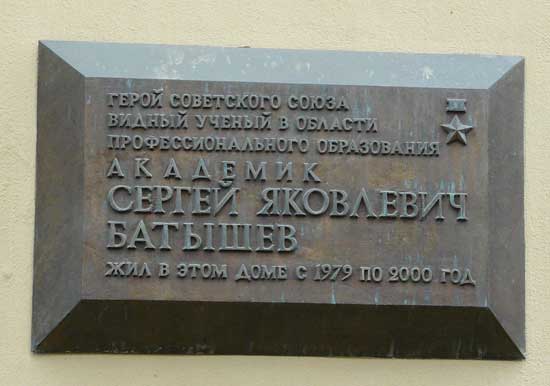 ГЕРОЙ СОВЕТСКОГО СОЮЗА
ВИДНЫЙ УЧЕНЫЙ В ОБЛАСТИ
ПРОФЕССИОНАЛЬНОГО ОБРАЗОВАНИЯ
АКАДЕМИК
СЕРГЕЙ ЯКОВЛЕВИЧ
БАТЫШЕВ
ЖИЛ В ЭТОМ ДОМЕ С 1979 ПО 2000 ГОД